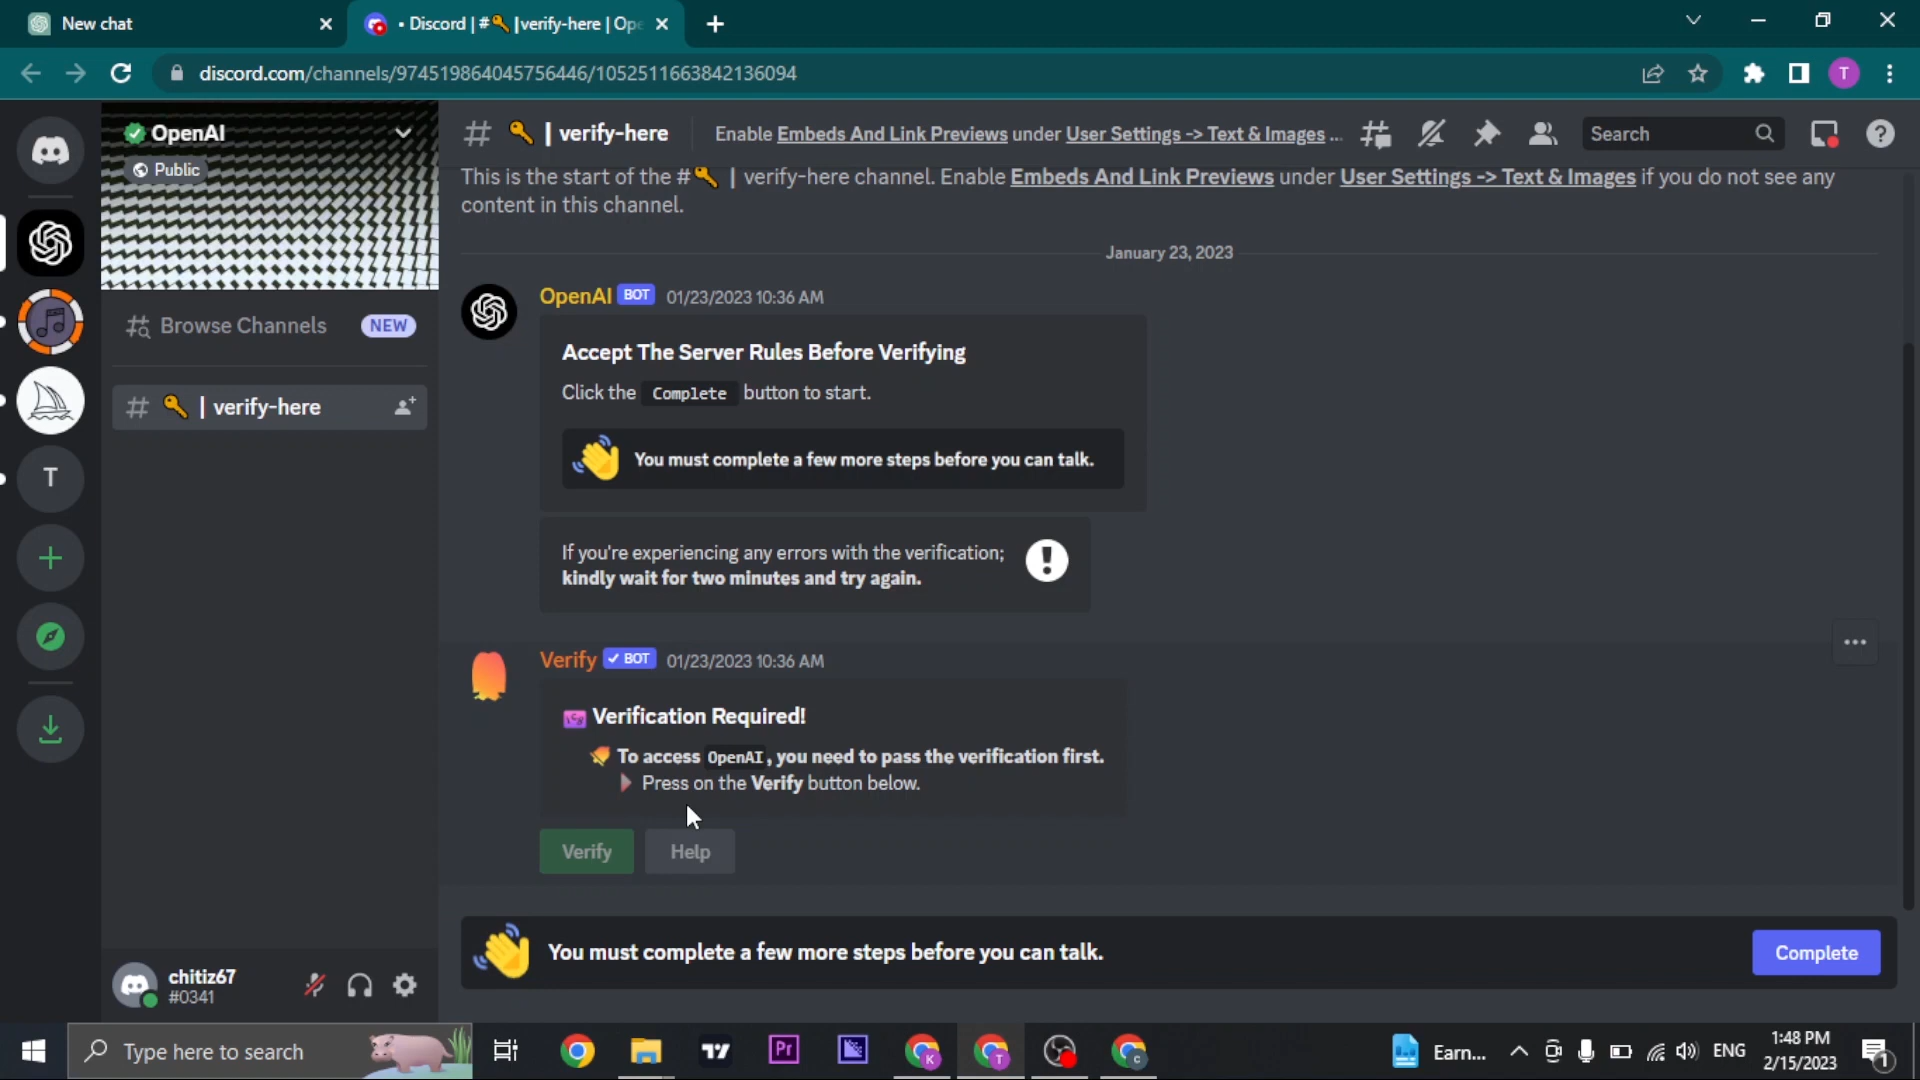 New chat
• Discord | #🔑 | verify-here | Ope
discord.com/channels/974519864045756446/1052511663842136094
T
OpenAI
Public
# 🔑 | verify-here
Enable Embeds And Link Previews under User Settings -> Text & Images ...
Search
This is the start of the #🔑 | verify-here channel. Enable Embeds And Link Previews under User Settings -> Text & Images if you do not see any
content in this channel.
January 23, 2023
Browse Channels
NEW
# 🔑 | verify-here
T
OpenAI BOT 01/23/2023 10:36 AM
Accept The Server Rules Before Verifying
Click the Complete button to start.
You must complete a few more steps before you can talk.
If you're experiencing any errors with the verification;
kindly wait for two minutes and try again.
Verify ✓ BOT 01/23/2023 10:36 AM
Verification Required!
To access OpenAI, you need to pass the verification first.
Press on the Verify button below.
Verify
Help
You must complete a few more steps before you can talk.
Complete
chitiz67
#0341
Type here to search
Pr
K
T
C
Earn...
ENG
1:48 PM
2/15/2023
1